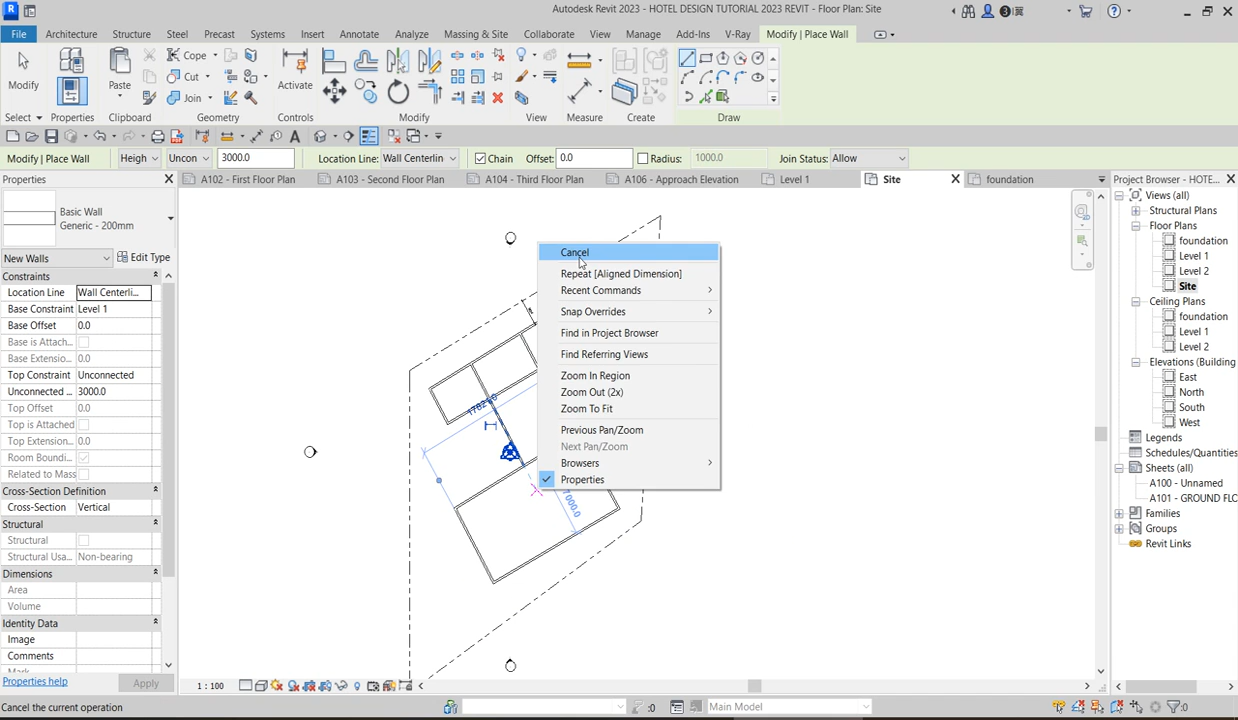 Autodesk Revit 2023 - HOTEL DESIGN TUTORIAL 2023 REVIT - Floor Plan: Site
File Architecture Structure Steel Precast Systems Insert Annotate Analyze Massing & Site Collaborate View Manage Add-Ins V-Ray Modify | Place Wall
Cope
Cut
Join
Modify Paste Activate
Select Properties Clipboard Geometry Controls Modify View Measure Create Draw
Modify | Place Wall Heigh Uncon 3000.0 Location Line: Wall Centerlin Chain Offset: 0.0 Radius: 1000.0 Join Status: Allow
Properties
A102 - First Floor Plan A103 - Second Floor Plan A104 - Third Floor Plan A106 - Approach Elevation Level 1 Site foundation
Project Browser - HOTE...
Basic Wall
Generic - 200mm
New Walls Edit Type
Constraints
Location Line Wall Centerli...
Base Constraint Level 1
Base Offset 0.0
Base is Attach...
Base Extensio... 0.0
Top Constraint Unconnected
Unconnected ... 3000.0
Top Offset 0.0
Top is Attached
Top Extension... 0.0
Room Boundi...
Related to Mass
Cross-Section Definition
Cross-Section Vertical
Structural
Structural
Structural Usa... Non-bearing
Dimensions
Area
Volume
Identity Data
Image
Comments
Mark
Properties help Apply
Cancel
Repeat [Aligned Dimension]
Recent Commands
Snap Overrides
Find in Project Browser
Find Referring Views
Zoom In Region
Zoom Out (2x)
Zoom To Fit
Previous Pan/Zoom
Next Pan/Zoom
Browsers
Properties
7000.0
Views (all)
Structural Plans
Floor Plans
foundation
Level 1
Level 2
Site
Ceiling Plans
foundation
Level 1
Level 2
Elevations (Building
East
North
South
West
Legends
Schedules/Quantities
Sheets (all)
A100 - Unnamed
A101 - GROUND FLC
Families
Groups
Revit Links
1 : 100
Cancel the current operation :0 Main Model :0